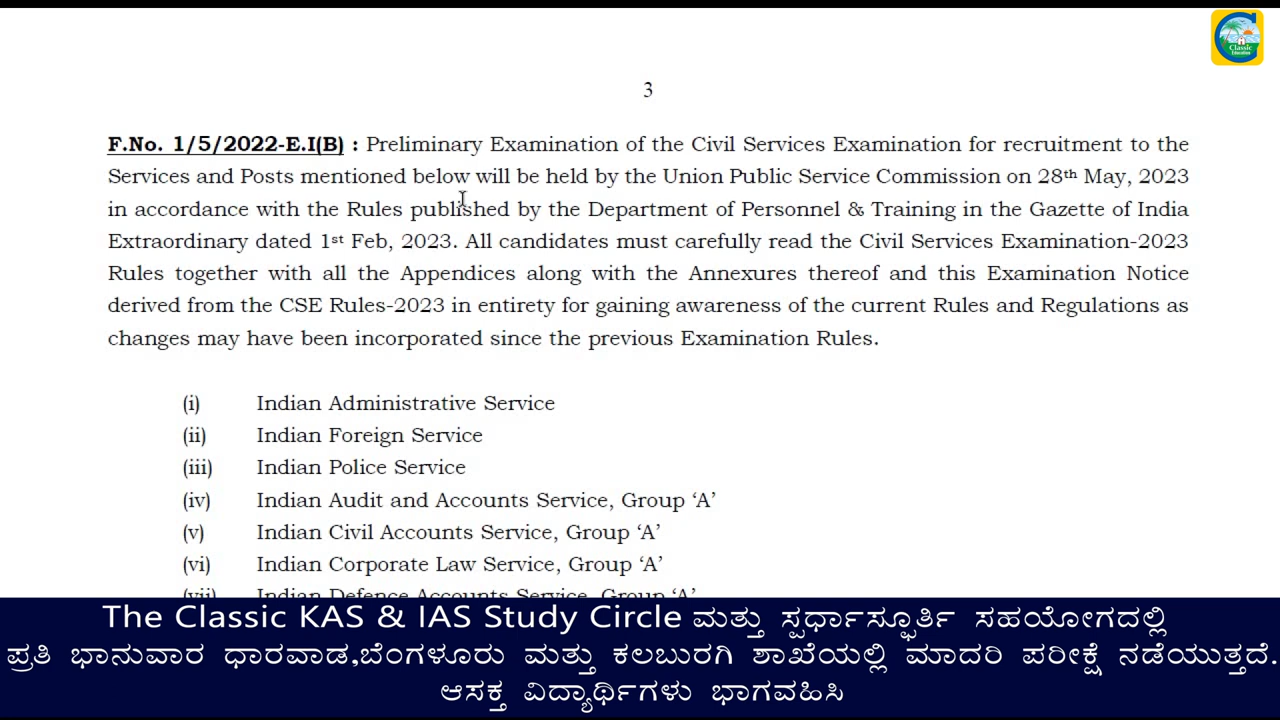 Classic
Education
3
F.No. 1/5/2022-E.I(B) : Preliminary Examination of the Civil Services Examination for recruitment to the
Services and Posts mentioned below will be held by the Union Public Service Commission on 28th May, 2023
in accordance with the Rules published by the Department of Personnel & Training in the Gazette of India
Extraordinary dated 1st Feb, 2023. All candidates must carefully read the Civil Services Examination-2023
Rules together with all the Appendices along with the Annexures thereof and this Examination Notice
derived from the CSE Rules-2023 in entirety for gaining awareness of the current Rules and Regulations as
changes may have been incorporated since the previous Examination Rules.
(i) Indian Administrative Service
(ii) Indian Foreign Service
(iii) Indian Police Service
(iv) Indian Audit and Accounts Service, Group ‘A’
(v) Indian Civil Accounts Service, Group ‘A’
(vi) Indian Corporate Law Service, Group ‘A’
(vii) Indian Defence Accounts Service, Group ‘A’
The Classic KAS & IAS Study Circle ಮತ್ತು ಸ್ಪರ್ಧಾಸ್ಫೂರ್ತಿ ಸಹಯೋಗದಲ್ಲಿ
ಪ್ರತಿ ಭಾನುವಾರ ಧಾರವಾಡ,ಬೆಂಗಳೂರು ಮತ್ತು ಕಲಬುರಗಿ ಶಾಖೆಯಲ್ಲಿ ಮಾದರಿ ಪರೀಕ್ಷೆ ನಡೆಯುತ್ತದೆ.
ಆಸಕ್ತ ವಿದ್ಯಾರ್ಥಿಗಳು ಭಾಗವಹಿಸಿ